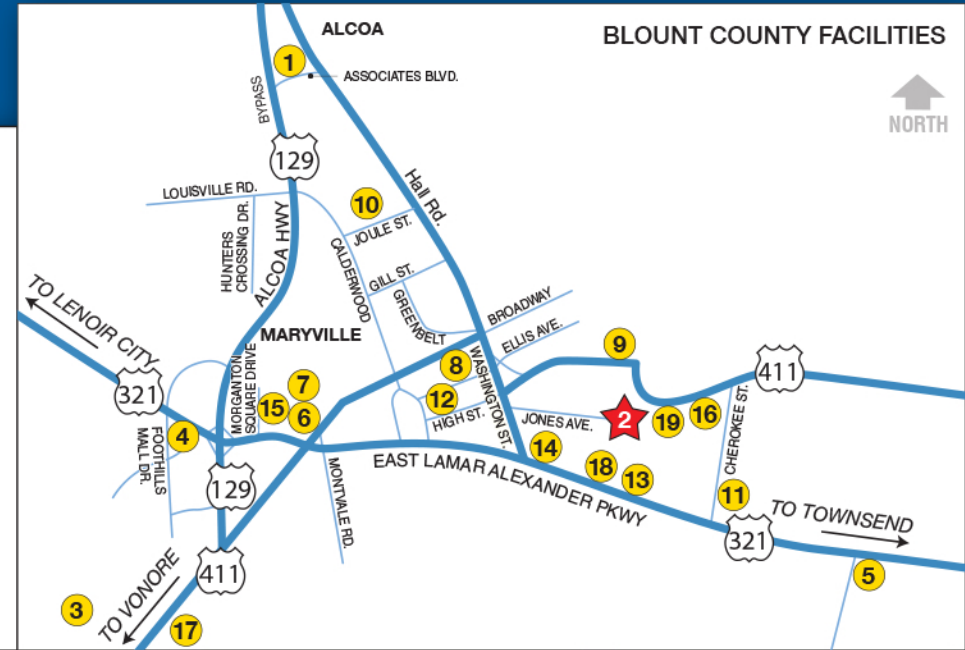 BLOUNT COUNTY FACILITIES
NORTH
ALCOA
1
ASSOCIATES BLVD.
BYPASS
129
LOUISVILLE RD.
HUNTERS
CROSSING DR.
ALCOA HWY
10
JOULE ST.
Hall Rd.
CALDERWOOD
GILL ST.
GREENBELT
BROADWAY
ELLIS AVE.
TO LENOIR CITY
321
MARYVILLE
MORGANTON
SQUARE DRIVE
15
7
6
8
12
HIGH ST.
WASHINGTON ST.
9
411
JONES AVE.
2
19
16
CHEROKEE ST.
4
FOOTHILLS
MALL DR.
129
MONTVALE RD.
EAST LAMAR ALEXANDER PKWY
14
18
13
11
321
TO TOWNSEND
5
411
TO VONORE
3
17